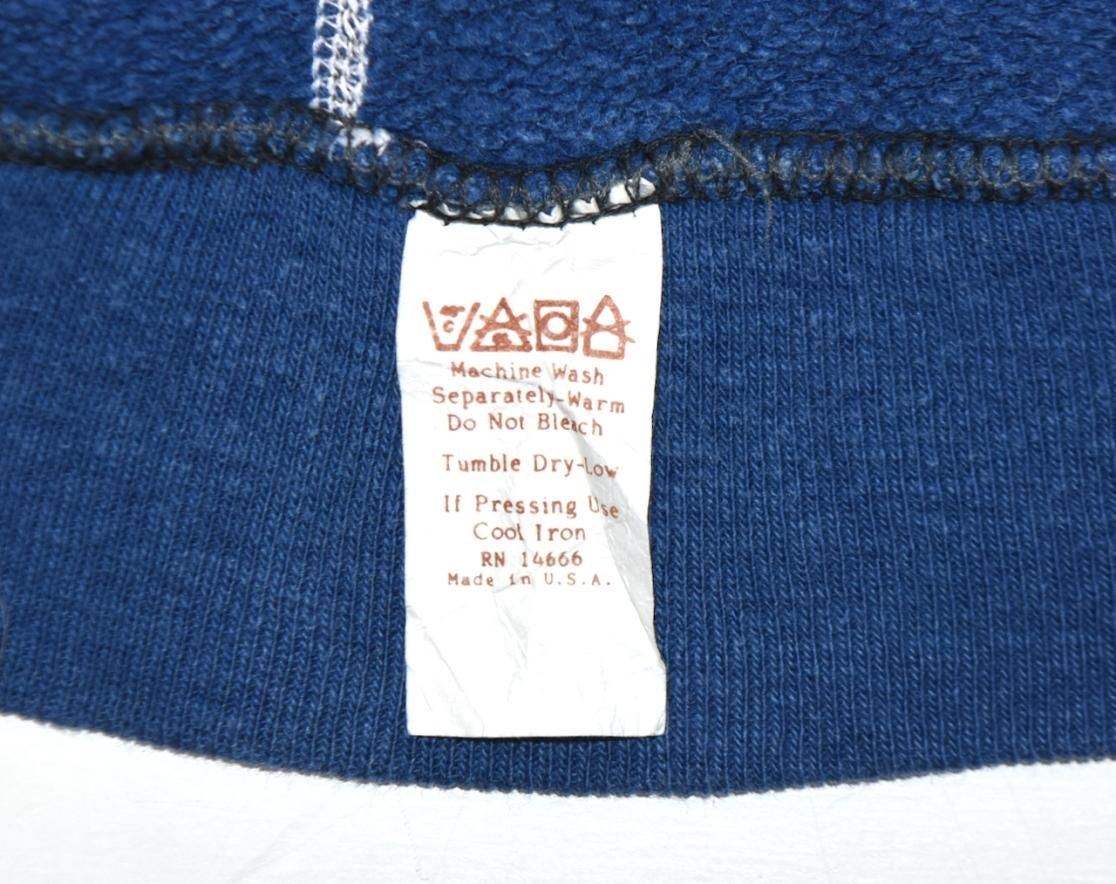 Machine Wash
Separately-Warm
Do Not Bleach
Tumble Dry-Low
If Pressing Use
Cool Iron
RN 14666
Made in U.S.A.